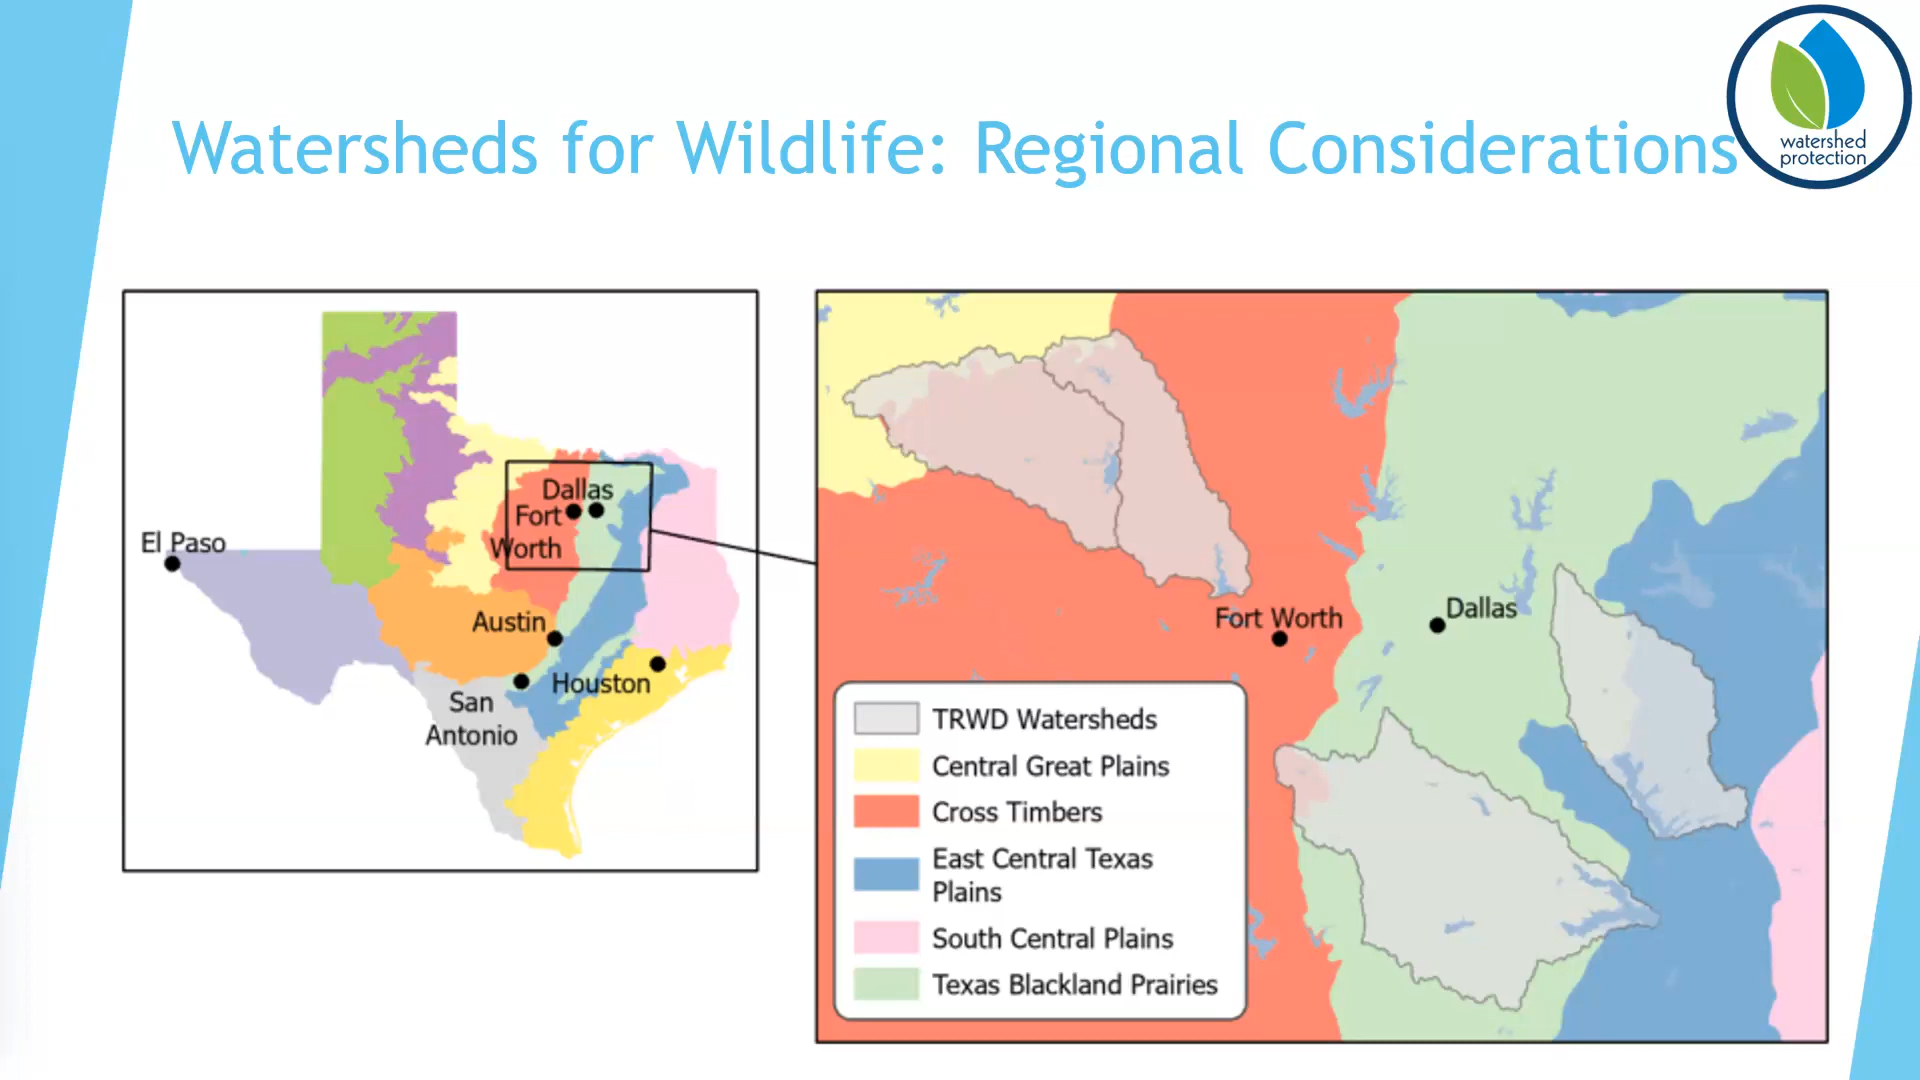 watershed
protection
Watersheds for Wildlife: Regional Considerations
El Paso
Dallas
Fort
Worth
Austin
San
Antonio
Houston
Fort Worth
Dallas
TRWD Watersheds
Central Great Plains
Cross Timbers
East Central Texas
Plains
South Central Plains
Texas Blackland Prairies